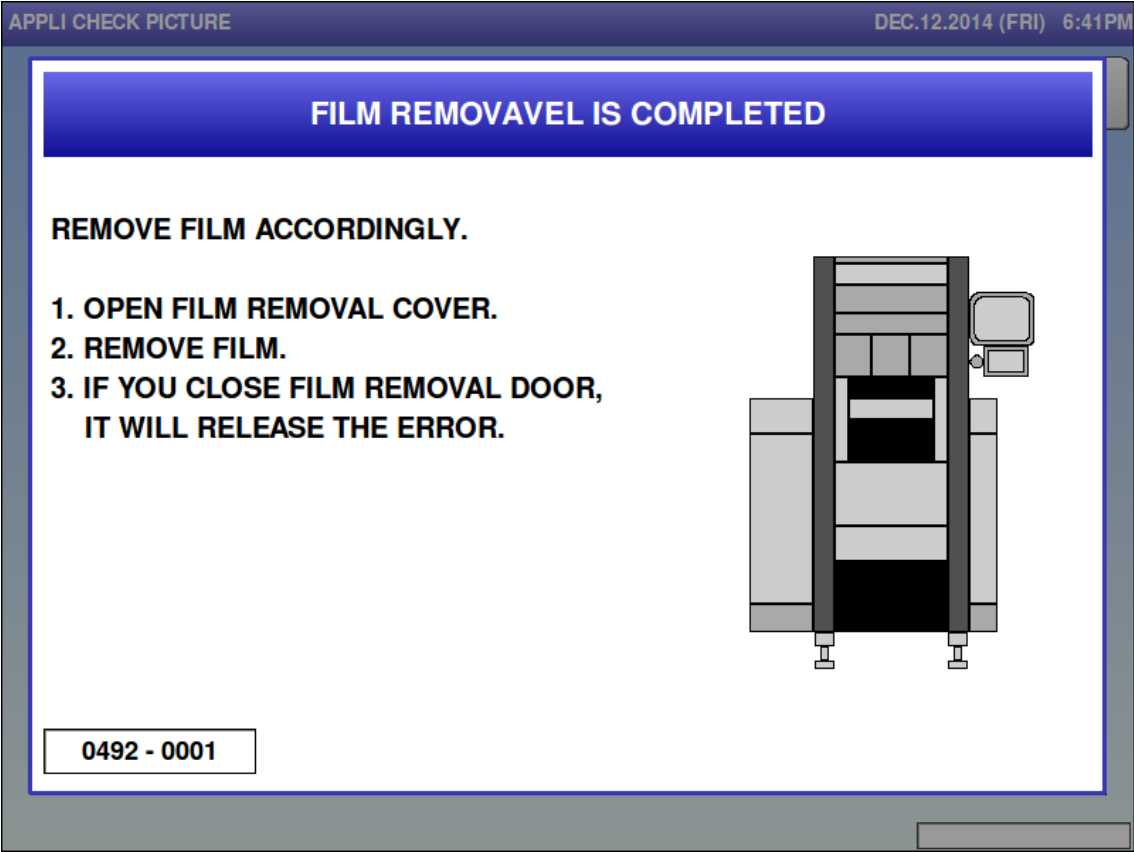 APPLI CHECK PICTURE DEC.12.2014 (FRI) 6:41PM
FILM REMOVAVEL IS COMPLETED
REMOVE FILM ACCORDINGLY.
1. OPEN FILM REMOVAL COVER.
2. REMOVE FILM.
3. IF YOU CLOSE FILM REMOVAL DOOR,
IT WILL RELEASE THE ERROR.
0492 - 0001